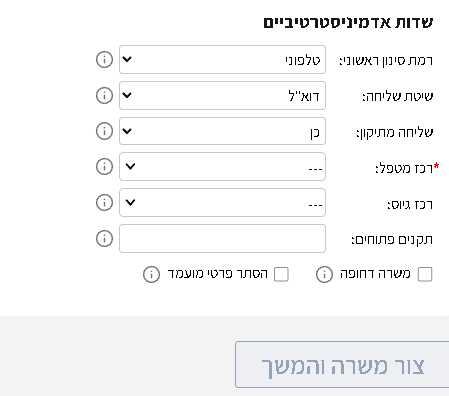 שדות אדמיניסטרטיביים
רמת סינון ראשוני: טלפוני
שיטת שליחה: דוא"ל
שליחה מתיקון: כן
*רכז מטפל: ---
רכז גיוס: ---
תקנים פתוחים:
משרה דחופה הסתר פרטי מועמד
צור משרה והמשך